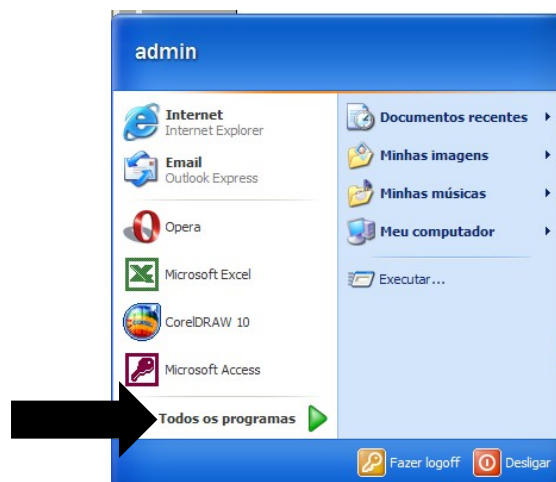 admin
Internet
Internet Explorer
Email
Outlook Express
Opera
Microsoft Excel
CorelDRAW 10
Microsoft Access
Todos os programas
Documentos recentes
Minhas imagens
Minhas músicas
Meu computador
Executar...
Fazer logoff
Desligar